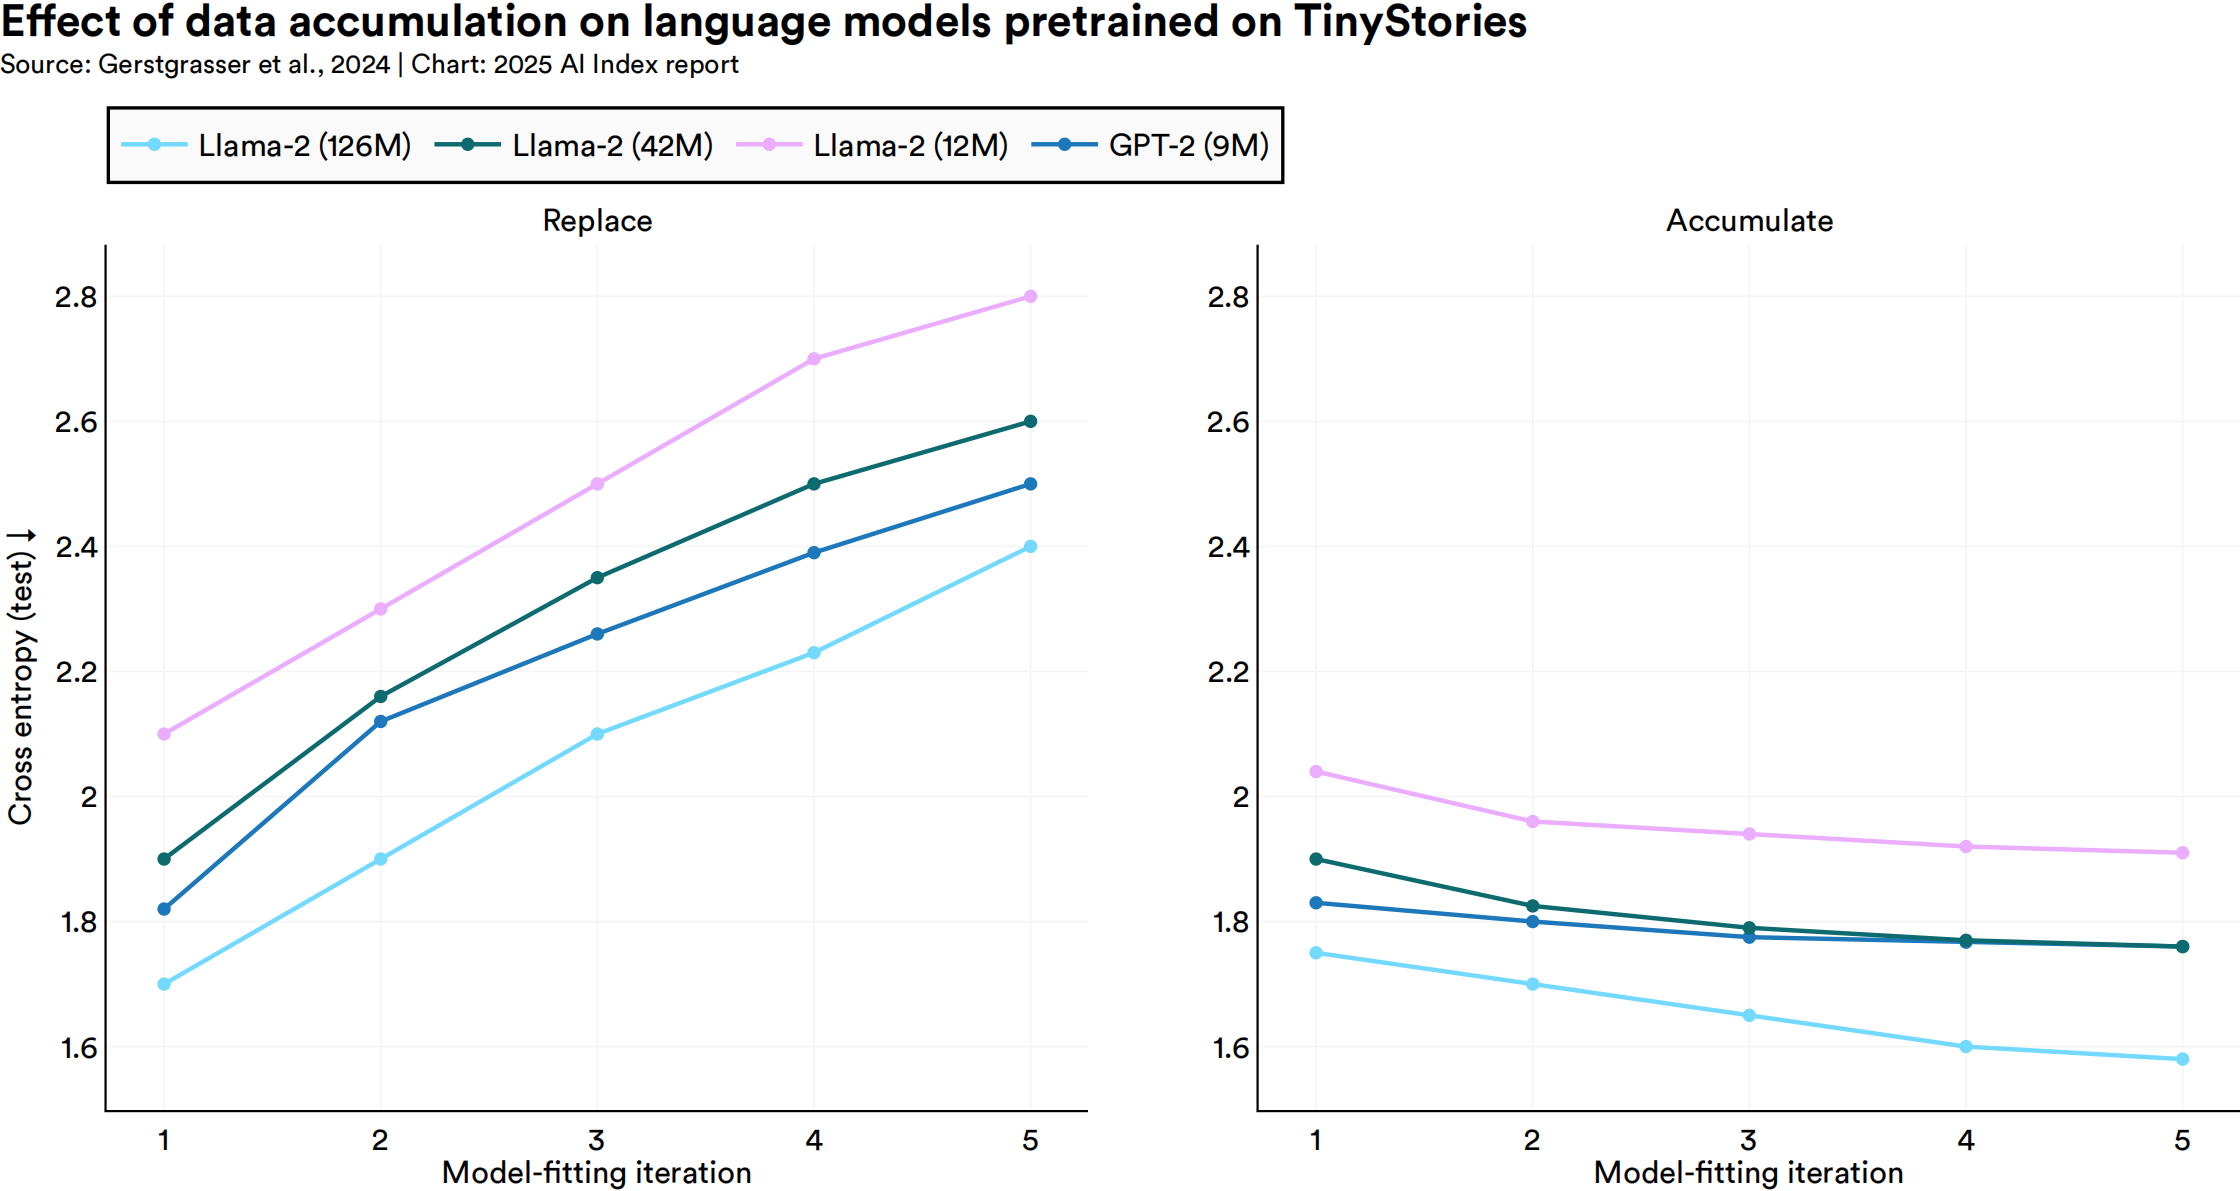 Effect of data accumulation on language models pretrained on TinyStories
Source: Gerstgrasser et al., 2024 | Chart: 2025 AI Index report
Llama-2 (126M) Llama-2 (42M) Llama-2 (12M) GPT-2 (9M)
Replace
Cross entropy (test) ↓
2.8
2.6
2.4
2.2
2
1.8
1.6
1 2 3 4 5
Model-fitting iteration
Accumulate
2.8
2.6
2.4
2.2
2
1.8
1.6
1 2 3 4 5
Model-fitting iteration